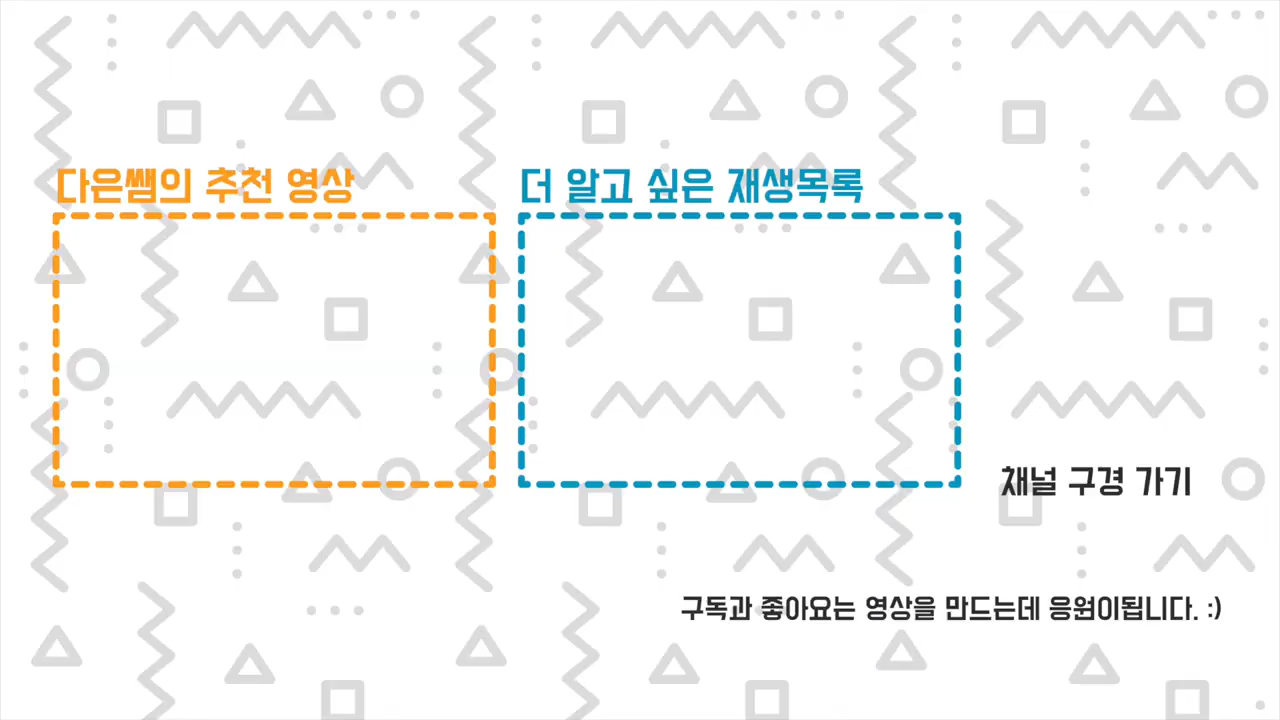 다은쌤의 추천 영상
더 알고 싶은 재생목록
채널 구경 가기
구독과 좋아요는 영상을 만드는데 응원이됩니다. :)